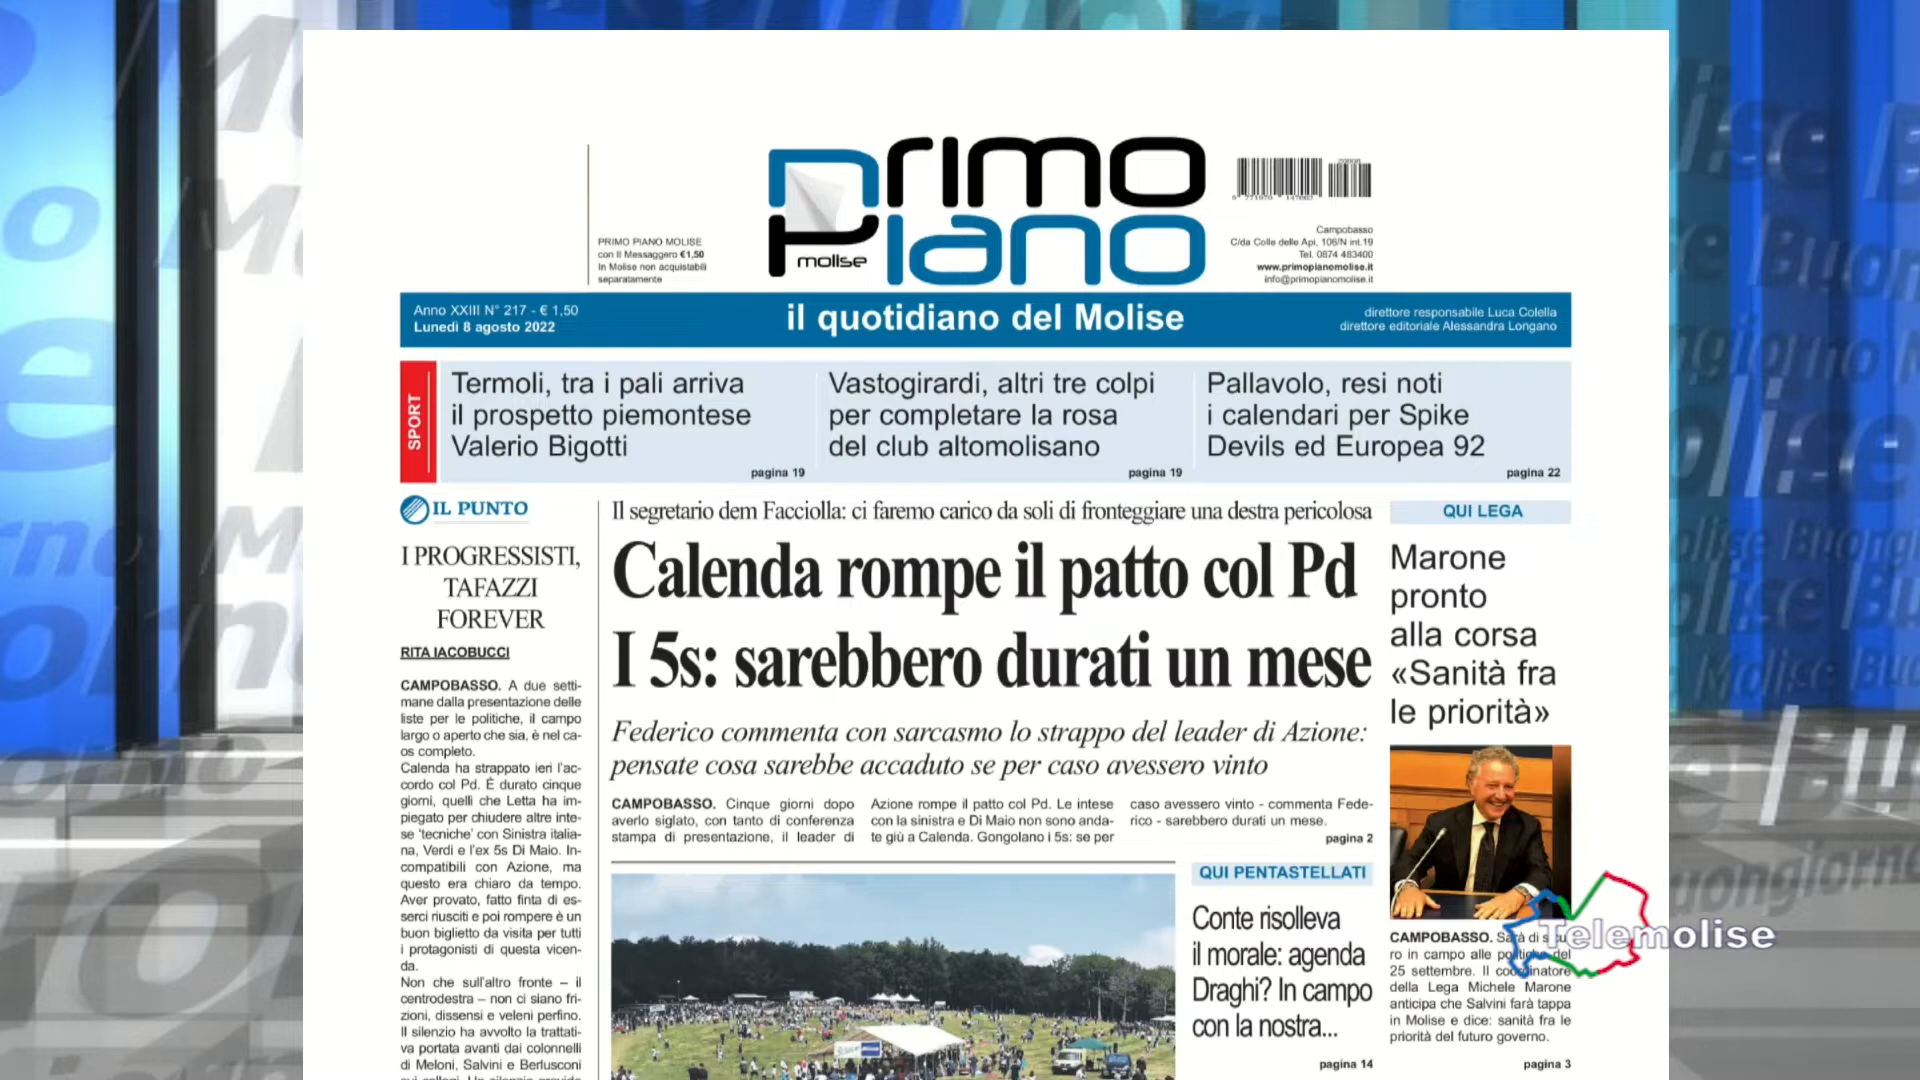 PRIMO PIANO MOLISE
con Il Messaggero €1,50
In Molise non acquistabili
separatamente
Primo
Piano
molise
Campobasso
C/da Colle delle Api, 106/N int.19
Tel. 0874 483400
www.primopianomolise.it
info@primopianomolise.it
Anno XXIII N° 217 - € 1,50
Lunedì 8 agosto 2022
il quotidiano del Molise
direttore responsabile Luca Colella
direttore editoriale Alessandra Longano
SPORT
Termoli, tra i pali arriva
il prospetto piemontese
Valerio Bigotti
pagina 19
Vastogirardi, altri tre colpi
per completare la rosa
del club altomolisano
pagina 19
Pallavolo, resi noti
i calendari per Spike
Devils ed Europea 92
pagina 22
IL PUNTO
I PROGRESSISTI,
TAFAZZI
FOREVER
RITA IACOBUCCI
CAMPOBASSO. A due setti-
mane dalla presentazione delle
liste per le politiche, il campo
largo o aperto che sia, è nel ca-
os completo.
Calenda ha strappato ieri l'ac-
cordo col Pd. È durato cinque
giorni, quelli che Letta ha im-
piegato per chiudere altre inte-
se 'tecniche' con Sinistra italia-
na, Verdi e l'ex 5s Di Maio. In-
compatibili con Azione, ma
questo era chiaro da tempo.
Aver provato, fatto finta di es-
serci riusciti e poi rompere è un
buon biglietto da visita per tutti
i protagonisti di questa vicen-
da.
Non che sull'altro fronte – il
centrodestra – non ci siano fri-
zioni, dissensi e veleni perfino.
Il silenzio ha avvolto la trattati-
va portata avanti dai colonnelli
di Meloni, Salvini e Berlusconi
Il segretario dem Facciolla: ci faremo carico da soli di fronteggiare una destra pericolosa
Calenda rompe il patto col Pd
I 5s: sarebbero durati un mese
Federico commenta con sarcasmo lo strappo del leader di Azione:
pensate cosa sarebbe accaduto se per caso avessero vinto
CAMPOBASSO. Cinque giorni dopo
averlo siglato, con tanto di conferenza
stampa di presentazione, il leader di
Azione rompe il patto col Pd. Le intese
con la sinistra e Di Maio non sono anda-
te giù a Calenda. Gongolano i 5s: se per
caso avessero vinto - commenta Fede-
rico - sarebbero durati un mese.
pagina 2
QUI PENTASTELLATI
Conte risolleva
il morale: agenda
Draghi? In campo
con la nostra...
pagina 14
QUI LEGA
Marone
pronto
alla corsa
«Sanità fra
le priorità»
CAMPOBASSO. Sarà di
ro in campo alle politiche del
25 settembre. Il coordinatore
della Lega Michele Marone
anticipa che Salvini farà tappa
in Molise e dice: sanità fra le
priorità del futuro governo.
pagina 3
Telemolise